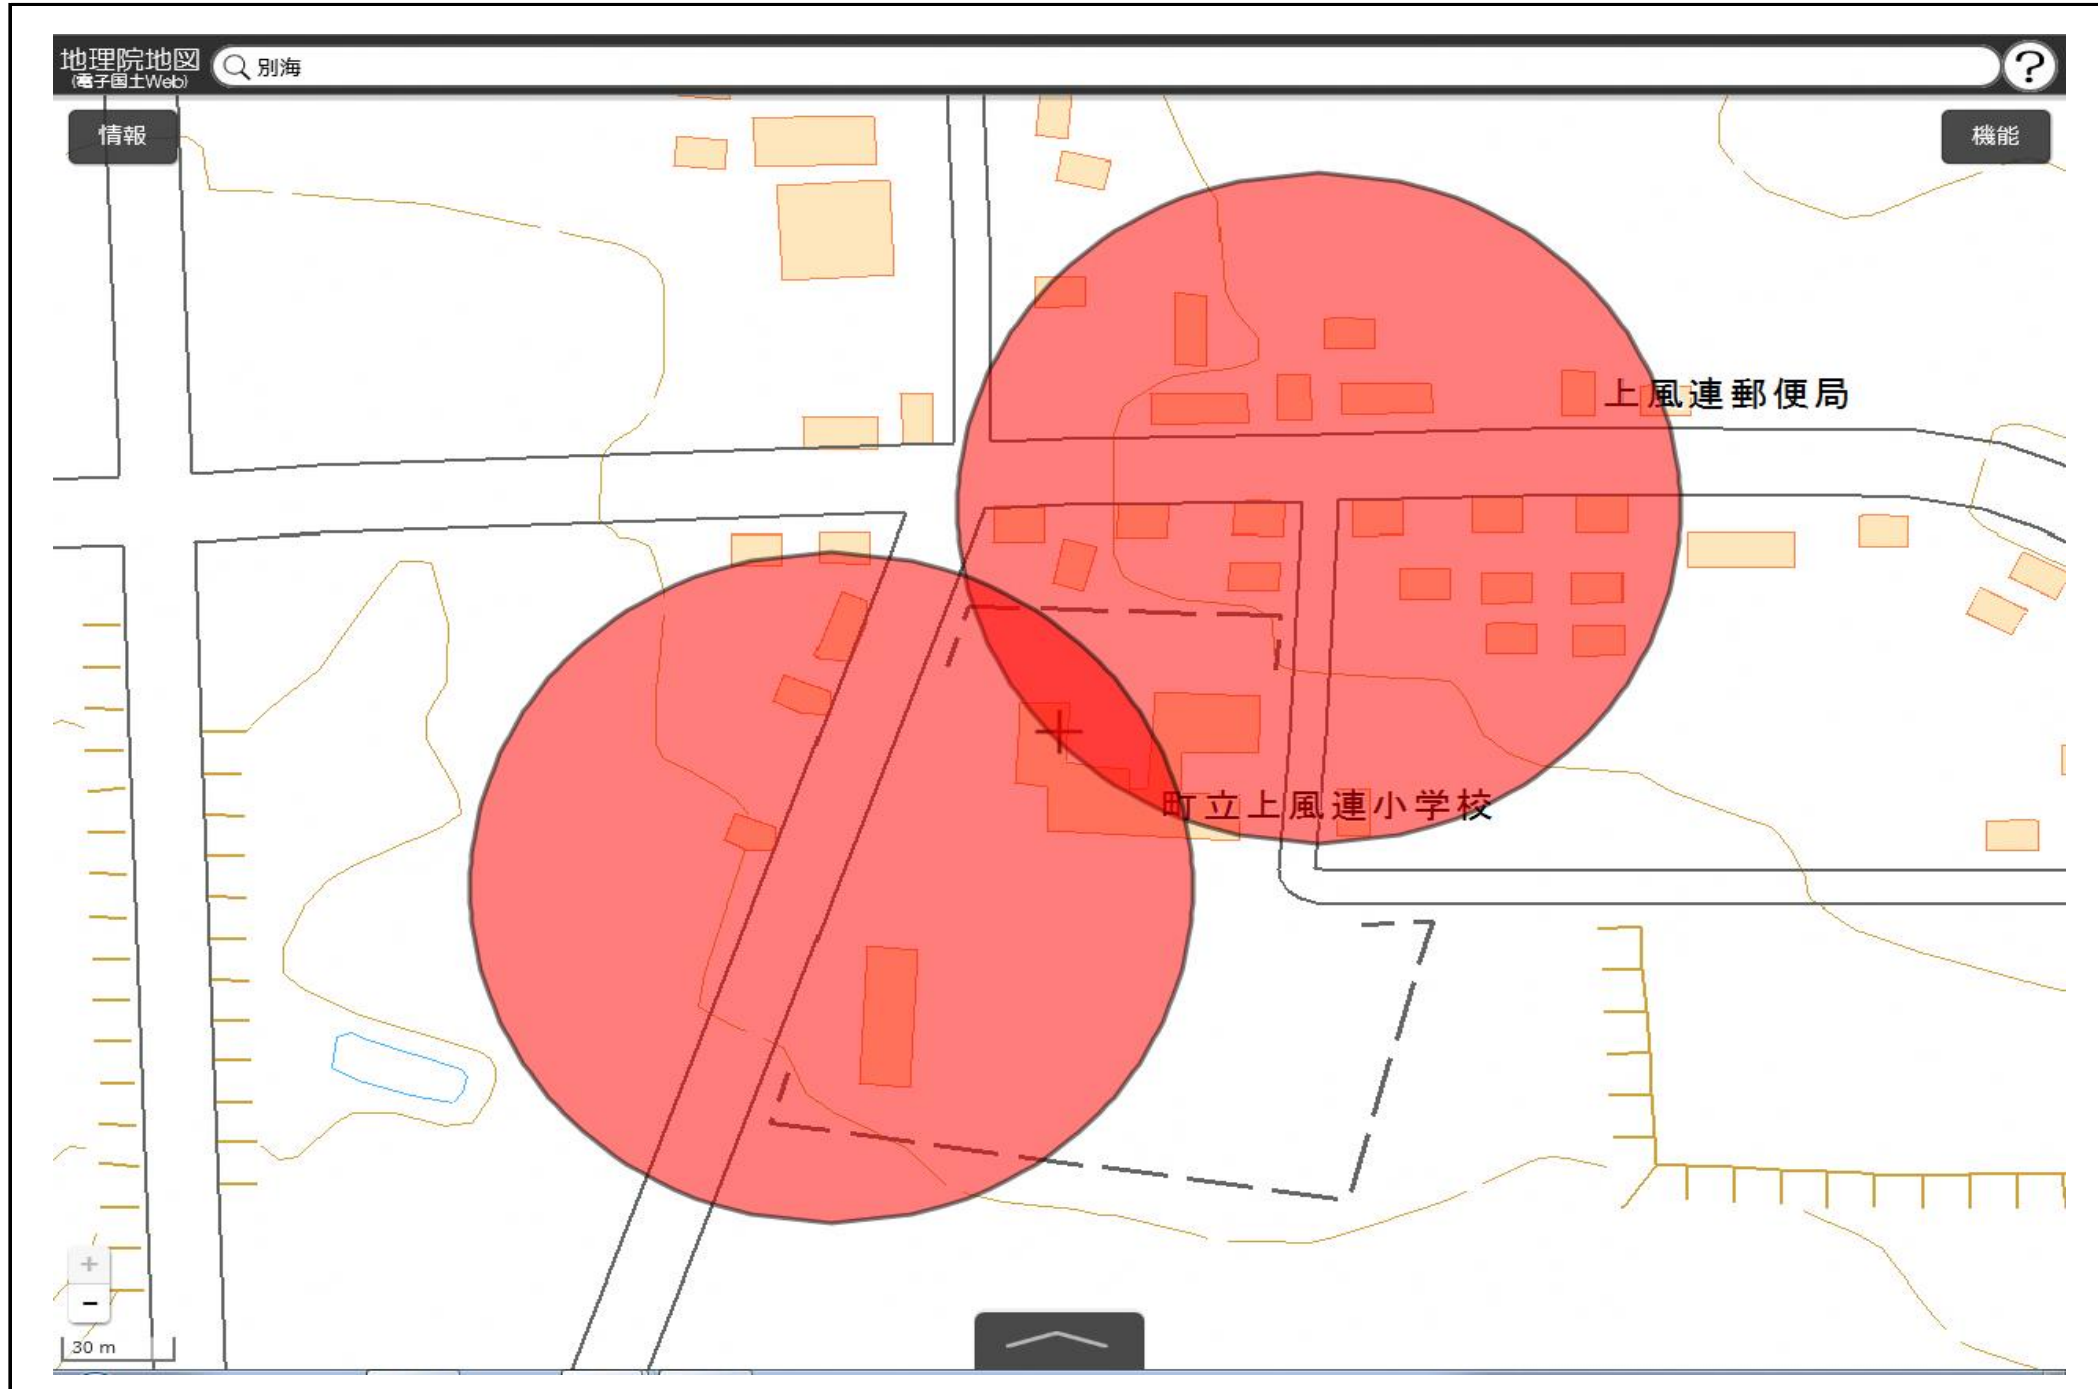 地理院地図
(電子国土Web)
別海
?
情報
機能
上風連郵便局
町立上風連小学校
+
−
30 m